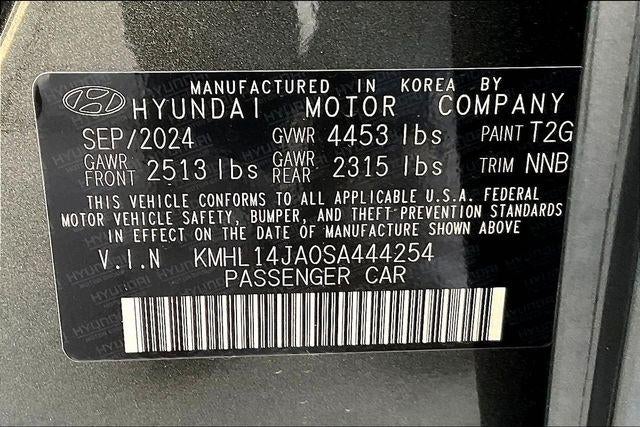 MANUFACTURED IN KOREA BY
HYUNDAI MOTOR COMPANY
SEP/2024 GVWR 4453 lbs PAINT T2G
GAWR FRONT 2513 lbs GAWR REAR 2315 lbs TRIM NNB
THIS VEHICLE CONFORMS TO ALL APPLICABLE U.S.A. FEDERAL
MOTOR VEHICLE SAFETY, BUMPER, AND THEFT PREVENTION STANDARDS
IN EFFECT ON THE DATE OF MANUFACTURE SHOWN ABOVE
V.I.N KMHL14JA0SA444254
PASSENGER CAR